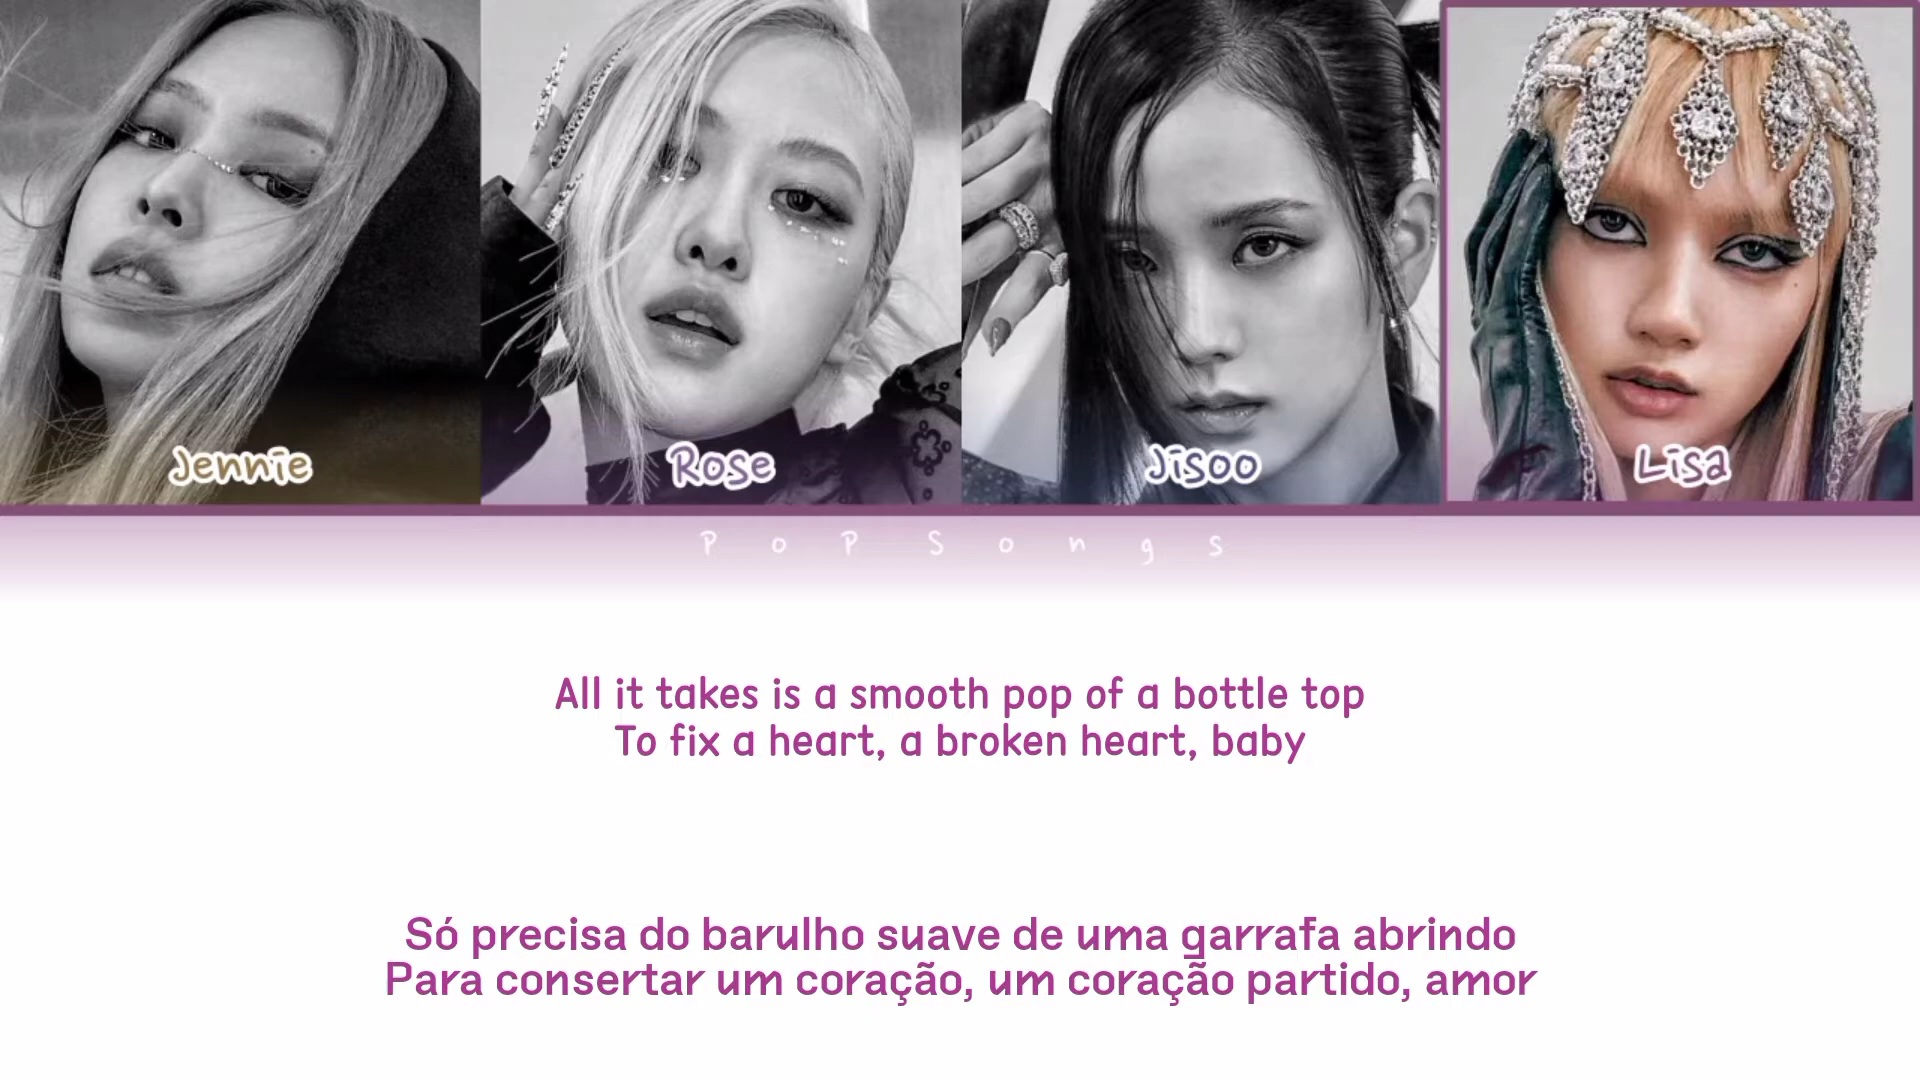 Jennie
Rose
Jisoo
Lisa
PoPSongs
All it takes is a smooth pop of a bottle top
To fix a heart, a broken heart, baby
Só precisa do barulho suave de uma garrafa abrindo
Para consertar um coração, um coração partido, amor